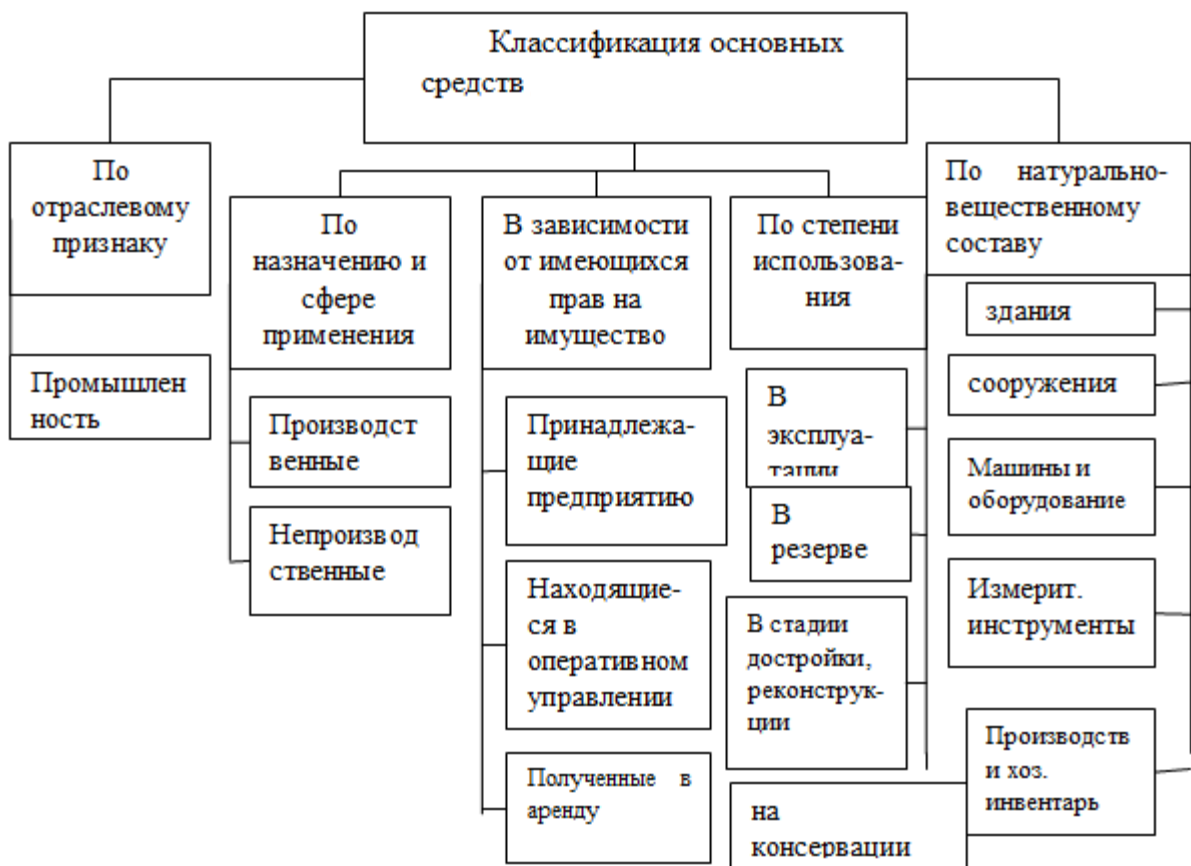 Классификация основных
средств
По
отраслевому
признаку
Промышлен
ность
По
назначению и
сфере
применения
Производст
венные
Непроизвод
ственные
В зависимости
от имеющихся
прав на
имущество
Принадлежа-
щие
предприятию
Находящие-
ся в
оперативном
управлении
Полученные в
аренду
По степени
использова-
ния
В
эксплуа-
тации
В
резерве
В стадии
достройки,
реконструк-
ции
на
консервации
По натурально-
вещественному
составу
здания
сооружения
Машины и
оборудование
Измерит.
инструменты
Производств
и хоз.
инвентарь